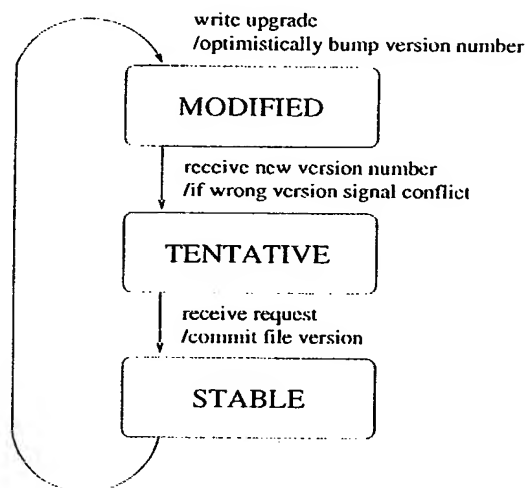 write upgrade
/optimistically bump version number
MODIFIED
receive new version number
/if wrong version signal conflict
TENTATIVE
receive request
/commit file version
STABLE